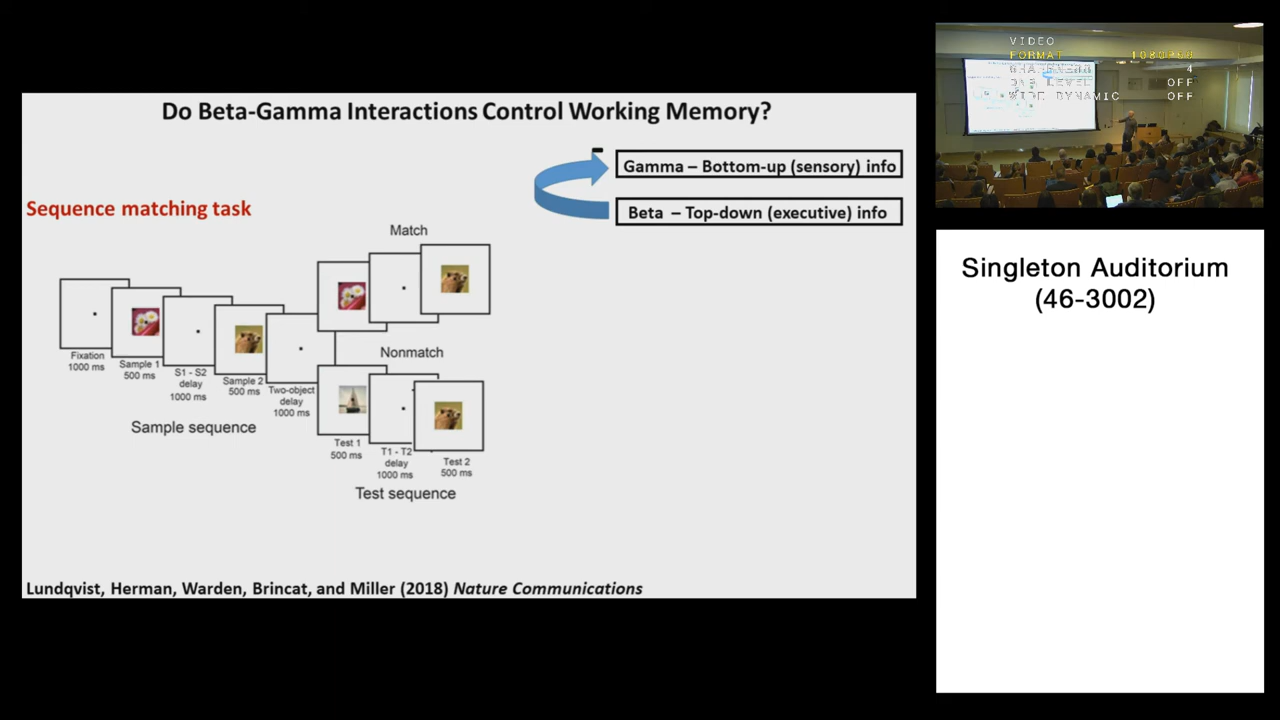 Do Beta-Gamma Interactions Control Working Memory?
Gamma – Bottom-up (sensory) info
Beta – Top-down (executive) info
Sequence matching task
Match
Nonmatch
Fixation
1000 ms
Sample 1
500 ms
S1 - S2
delay
1000 ms
Sample 2
500 ms
Two-object
delay
1000 ms
Sample sequence
Test 1
500 ms
T1 - T2
delay
1000 ms
Test 2
500 ms
Test sequence
Lundqvist, Herman, Warden, Brincat, and Miller (2018) Nature Communications
VIDEO
FORMAT
4
OFF
WIDE DYNAMIC OFF
Singleton Auditorium
(46-3002)